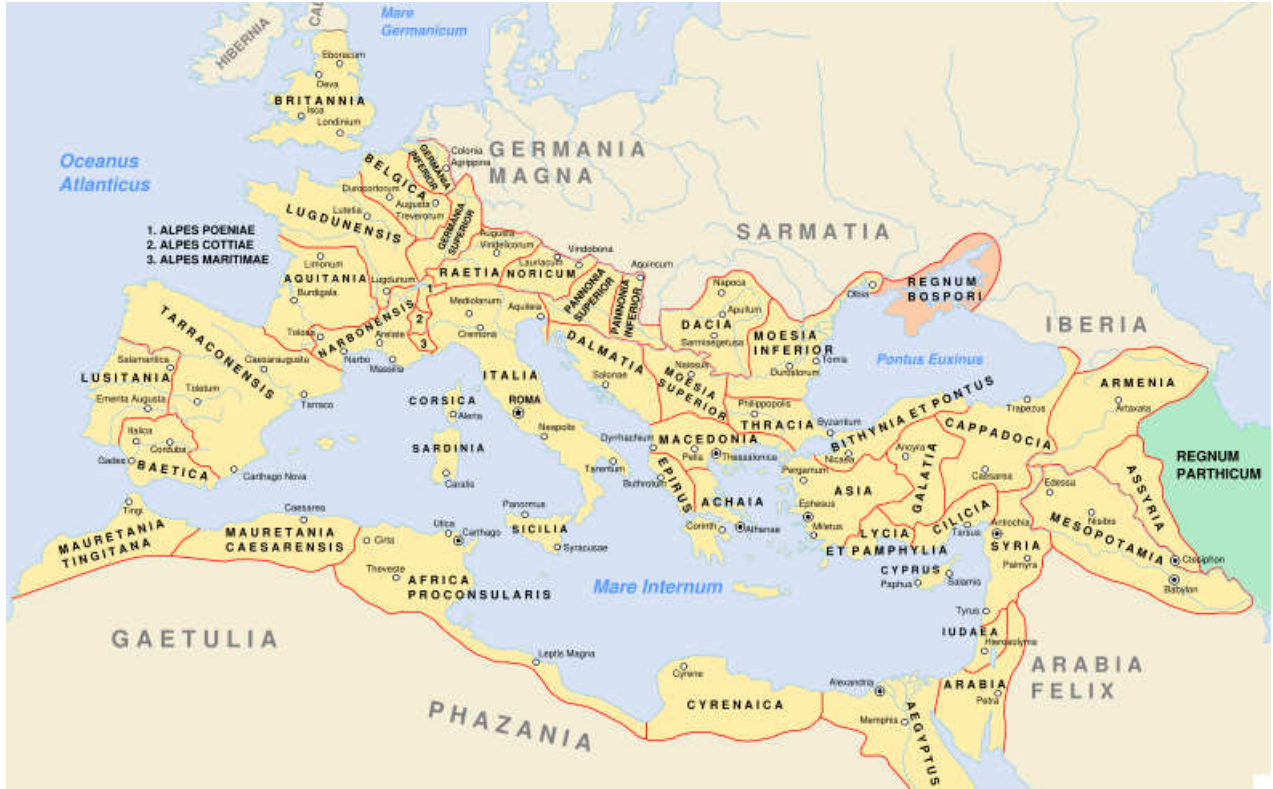 HIBERNIA
CAL
Mare
Germanicum
Eboracum
Deva
BRITANNIA
Isca
Londinium
Oceanus
Atlanticus
GERMANIA
MAGNA
SARMATIA
Colonia
Agrippina
GERMANIA
INFERIOR
BELGICA
Durocortorum
Augusta
Treverorum
Lutetia
LUGDUNENSIS
GERMANIA
SUPERIOR
1. ALPES POENIAE
2. ALPES COTTIAE
3. ALPES MARITIMAE
Limonum
AQUITANIA
Burdigala
Lugdunum
Augusta
Vindelicorum
RAETIA
Lauriacum
NORICUM
Vindobona
Aquincum
PANNONIA
SUPERIOR
PANNONIA
INFERIOR
1
2
3
Mediolanum
Aquileia
Cremona
Tolosa
NARBONENSIS
Arelate
Narbo
Massilia
Napoca
Apullum
DACIA
Sarmisegetusa
MOESIA
INFERIOR
Olbia
REGNUM
BOSPORI
IBERIA
Pontus Euxinus
Tomis
Durostorum
TARRACONENSIS
Salamantica
Caesaraugusta
LUSITANIA
Toletum
Emerita Augusta
Tarraco
Italica
Corduba
Gades
BAETICA
Carthago Nova
ITALIA
CORSICA
Aleria
ROMA
Neapolis
SARDINIA
Caralis
Tarentum
DALMATIA
Salonae
Naissus
MOESIA
SUPERIOR
Philippopolis
THRACIA
Byzantium
Dyrrhachium
MACEDONIA
Pella
Thessalonica
Buthrotum
EPIRUS
ACHAIA
Corinth
Athenae
BITHYNIA ET PONTUS
Nicaea
Ancyra
GALATIA
CAPPADOCIA
Trapezus
Caesarea
Pergamum
ASIA
Ephesus
Miletus
LYCIA
ET PAMPHYLIA
CILICIA
Tarsus
ARMENIA
Artaxata
REGNUM
PARTHICUM
ASSYRIA
Edessa
Nisibis
MESOPOTAMIA
Ctesiphon
Babylon
Antiochia
SYRIA
Palmyra
CYPRUS
Paphus
Salamis
Tyrus
IUDAEA
Hierosolyma
ARABIA
Petra
ARABIA
FELIX
Tingi
MAURETANIA
TINGITANA
Caesarea
MAURETANIA
CAESARENSIS
Cirta
Utica
Carthago
Theveste
AFRICA
PROCONSULARIS
Panormus
SICILIA
Syracusae
Mare Internum
GAETULIA
Leptis Magna
PHAZANIA
Cyrene
CYRENAICA
Alexandria
Memphis
AEGYPTUS